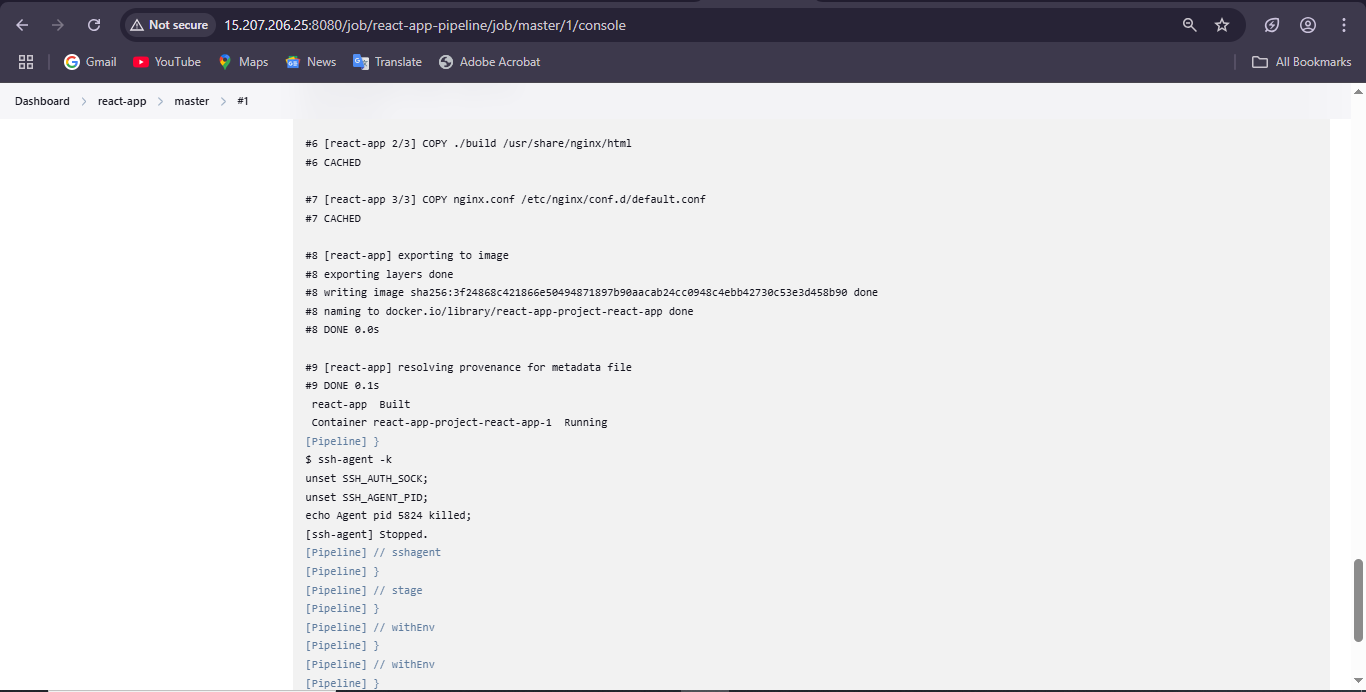 Not secure 15.207.206.25:8080/job/react-app-pipeline/job/master/1/console
Gmail YouTube Maps News Translate Adobe Acrobat All Bookmarks
Dashboard > react-app > master > #1
#6 [react-app 2/3] COPY ./build /usr/share/nginx/html
#6 CACHED
#7 [react-app 3/3] COPY nginx.conf /etc/nginx/conf.d/default.conf
#7 CACHED
#8 [react-app] exporting to image
#8 exporting layers done
#8 writing image sha256:3f24868c421866e50494871897b90aacab24cc0948c4ebb42730c53e3d458b90 done
#8 naming to docker.io/library/react-app-project-react-app done
#8 DONE 0.0s
#9 [react-app] resolving provenance for metadata file
#9 DONE 0.1s
react-app  Built
Container react-app-project-react-app-1  Running
[Pipeline] }
$ ssh-agent -k
unset SSH_AUTH_SOCK;
unset SSH_AGENT_PID;
echo Agent pid 5824 killed;
[ssh-agent] Stopped.
[Pipeline] // sshagent
[Pipeline] }
[Pipeline] // stage
[Pipeline] }
[Pipeline] // withEnv
[Pipeline] }
[Pipeline] // withEnv
[Pipeline] }